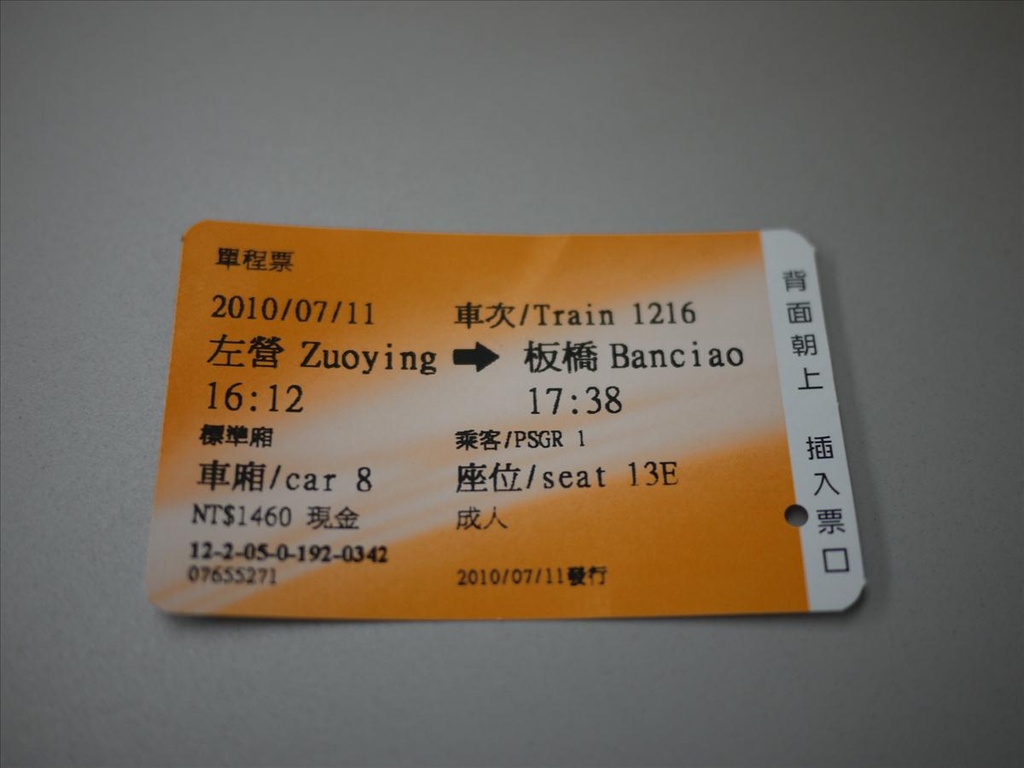 單程票
2010/07/11 車次/Train 1216
左營 Zuoying → 板橋 Banciao
16:12 17:38
標準廂 乘客/PSGR 1
車廂/car 8 座位/seat 13E
NT$1460 現金 成人
12-2-05-0-192-0342
07655271 2010/07/11發行
背面朝上 插入票口